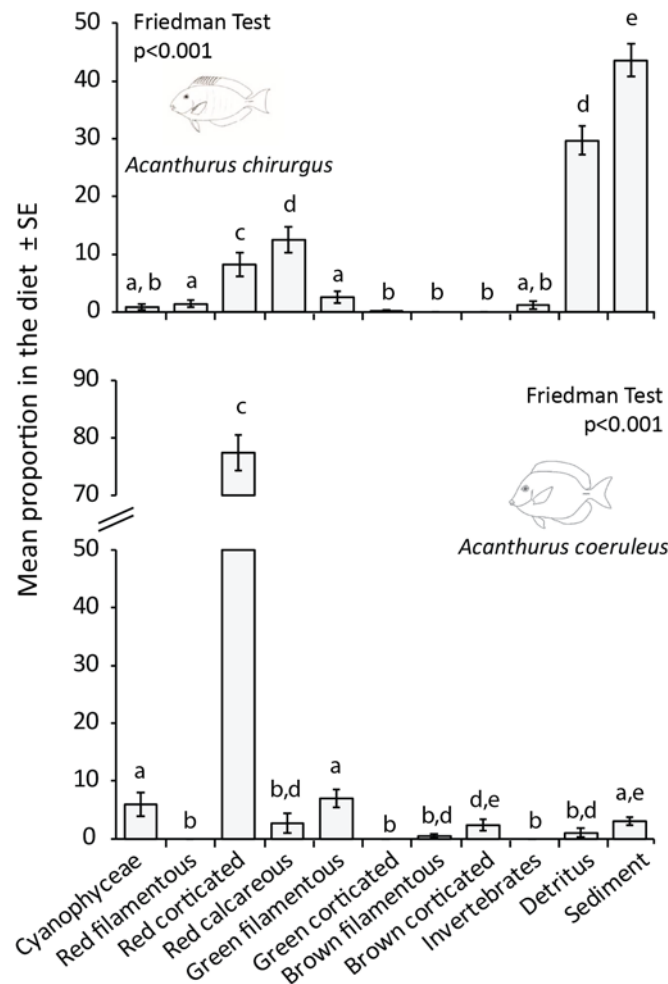 Mean proportion in the diet ± SE
50
40
30
20
10
0
Friedman Test
p<0.001
Acanthurus chirurgus
a, b
a
c
d
a
b
b
b
a, b
d
e
90
80
70
50
40
30
20
10
0
Friedman Test
p<0.001
Acanthurus coeruleus
a
b
c
b,d
a
b
b,d
d,e
b
b,d
a,e
Cyanophyceae
Red filamentous
Red corticated
Red calcareous
Green filamentous
Green corticated
Brown filamentous
Brown corticated
Invertebrates
Detritus
Sediment